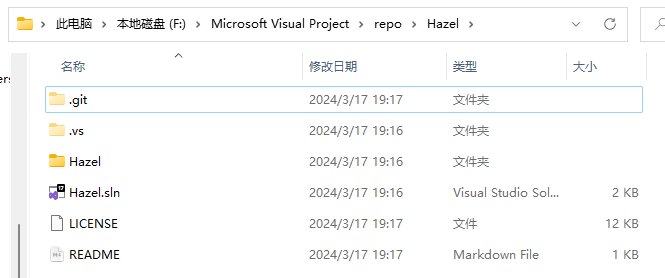 此电脑 > 本地磁盘 (F:) > Microsoft Visual Project > repo > Hazel >
名称 修改日期 类型 大小
ers
.git 2024/3/17 19:17 文件夹
.vs 2024/3/17 19:16 文件夹
Hazel 2024/3/17 19:16 文件夹
Hazel.sln 2024/3/17 19:16 Visual Studio Sol... 2 KB
LICENSE 2024/3/17 19:17 文件 12 KB
README 2024/3/17 19:17 Markdown File 1 KB